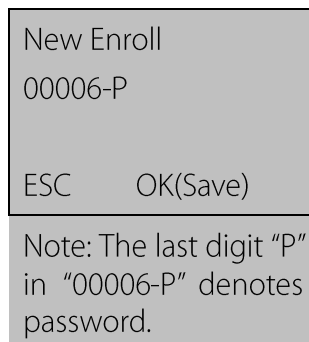 New Enroll
00006-P
ESC OK(Save)
Note: The last digit “P”
in “00006-P” denotes
password.